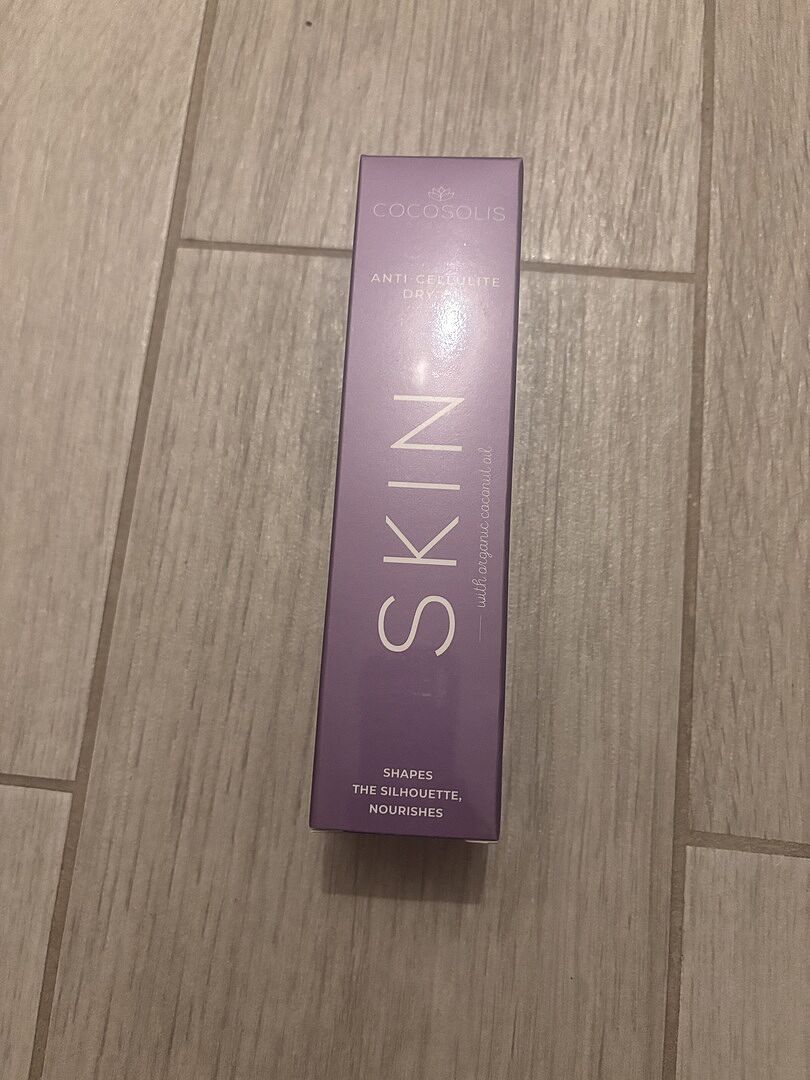 COCOSOLIS
ANTI-CELLULITE
DRY
SKIN
with organic coconut oil
SHAPES
THE SILHOUETTE,
NOURISHES